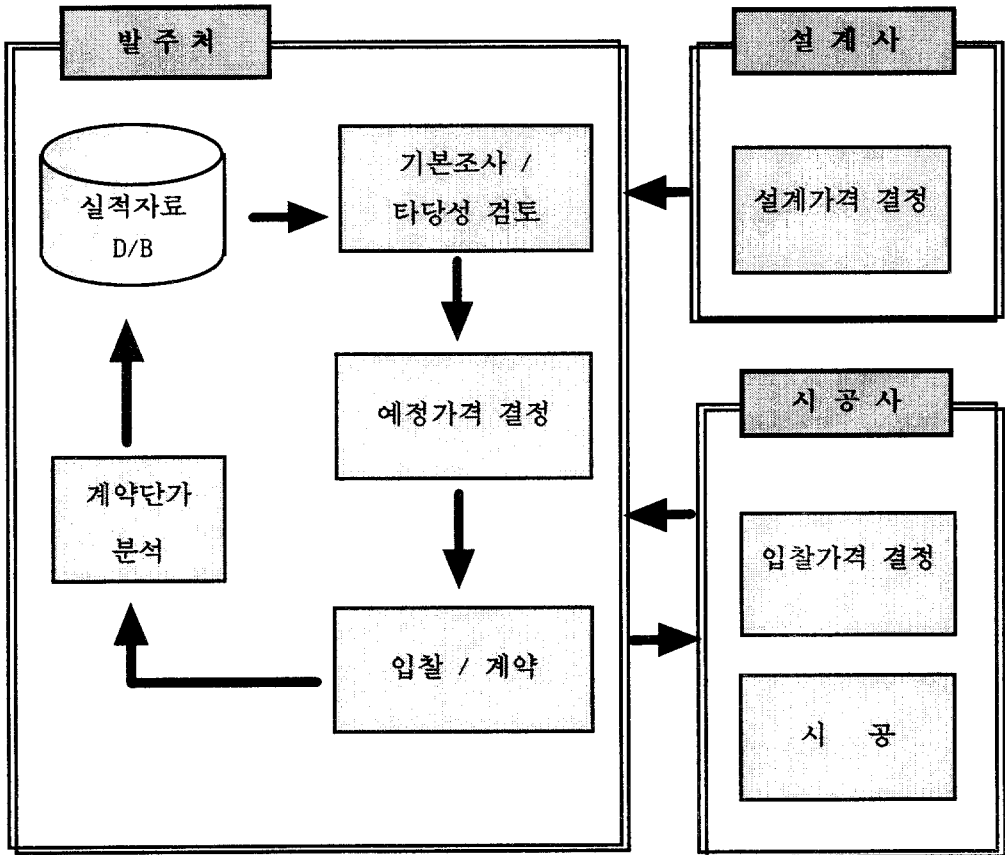 발 주 처
실적자료
D/B
기본조사 /
타당성 검토
예정가격 결정
계약단가
분석
입찰 / 계약
설 계 사
설계가격 결정
시 공 사
입찰가격 결정
시 공